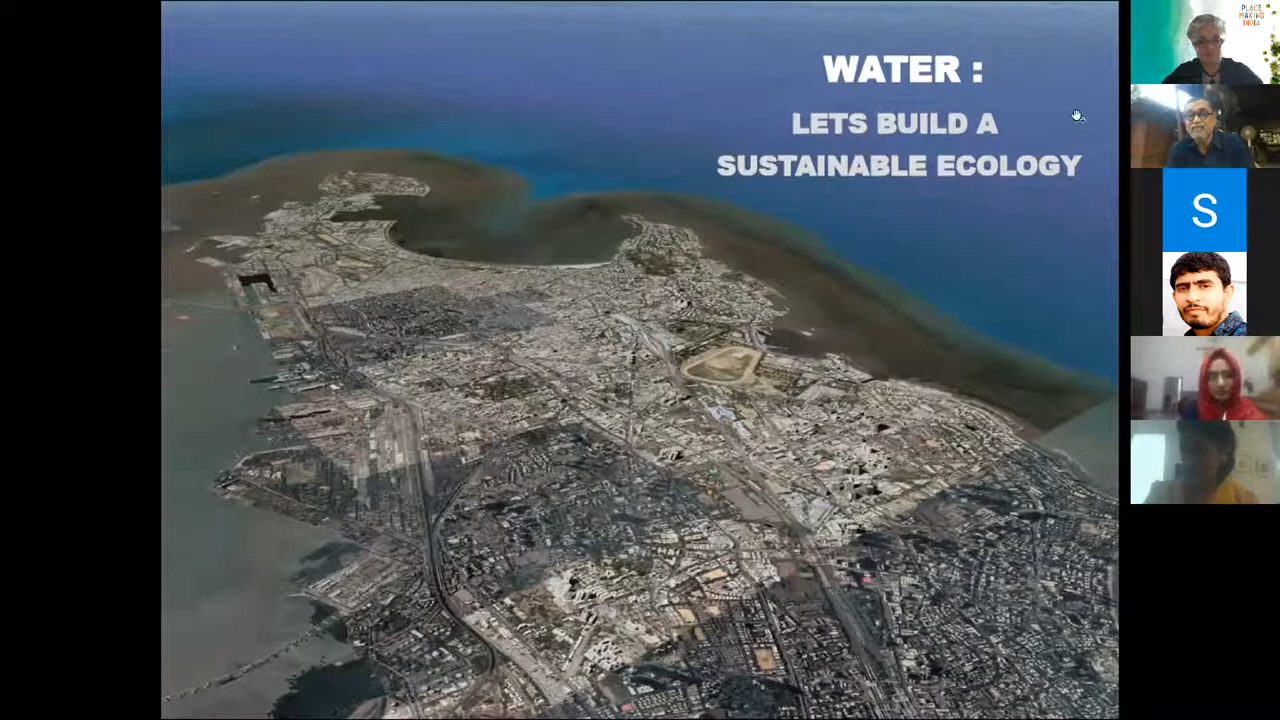 WATER :
LETS BUILD A
SUSTAINABLE ECOLOGY
PLACE
MAKING
INDIA
S